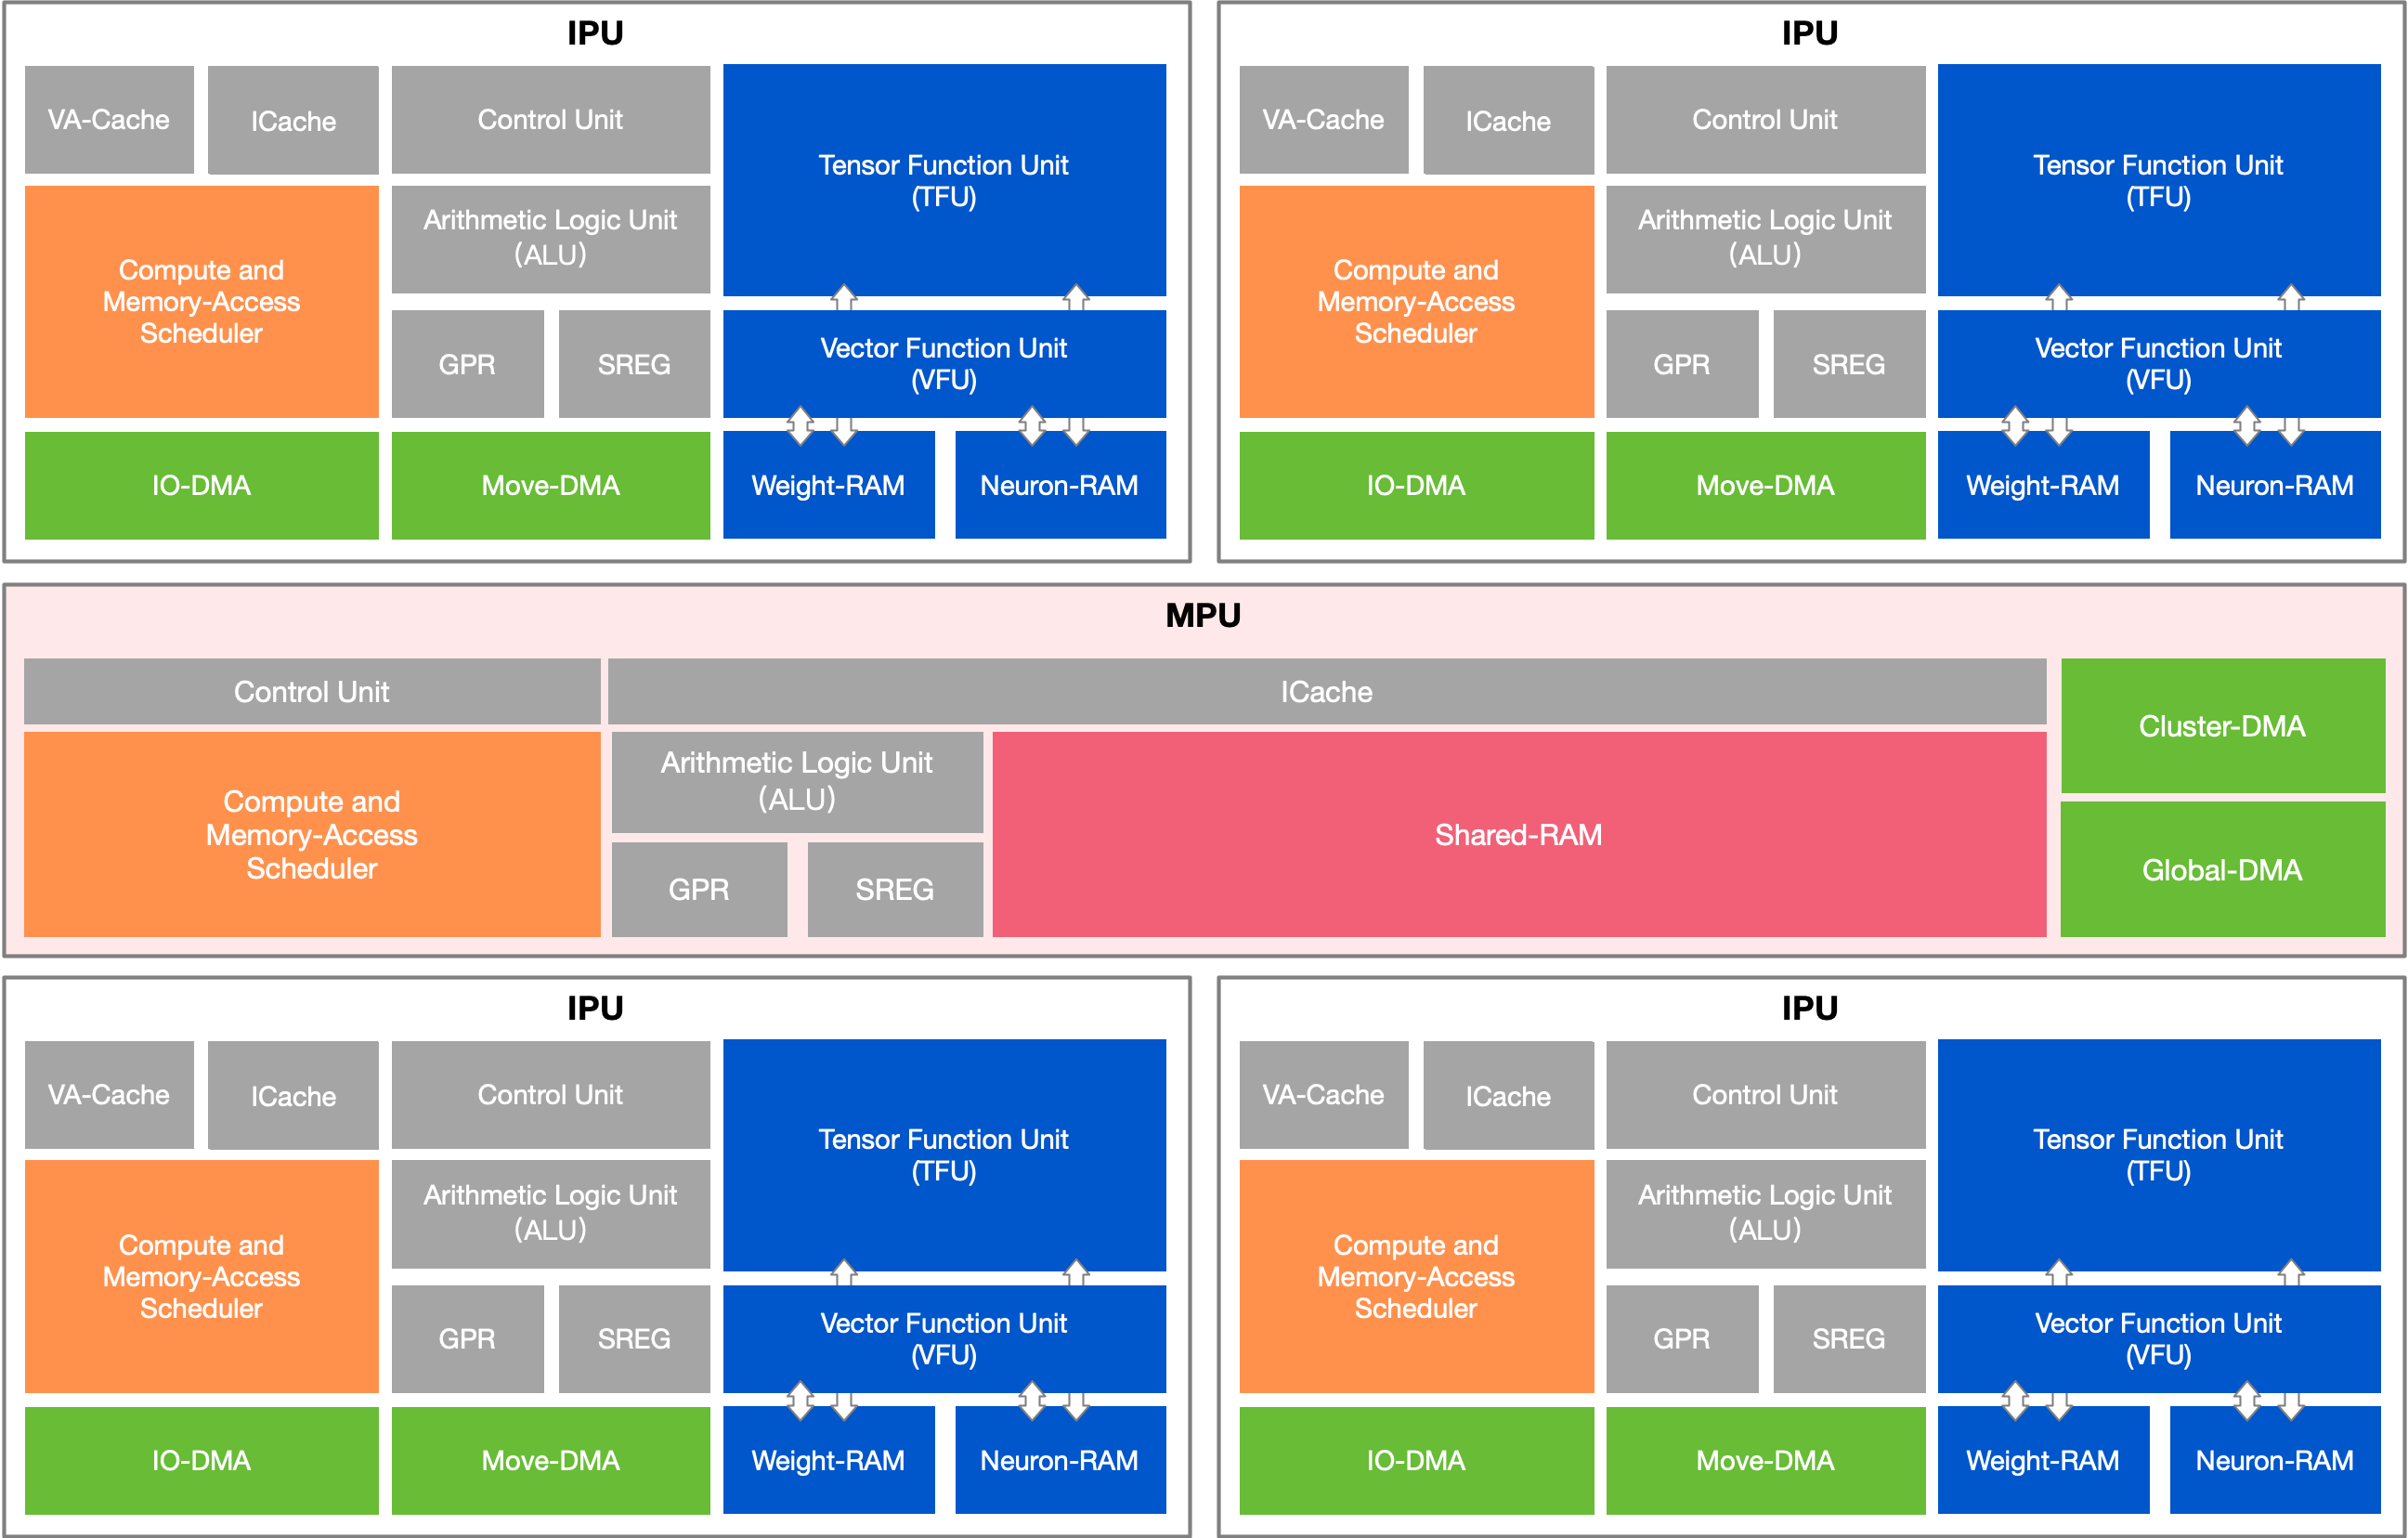 IPU
VA-Cache
ICache
Control Unit
Tensor Function Unit
(TFU)
Compute and
Memory-Access
Scheduler
Arithmetic Logic Unit
(ALU)
GPR
SREG
Vector Function Unit
(VFU)
IO-DMA
Move-DMA
Weight-RAM
Neuron-RAM
IPU
VA-Cache
ICache
Control Unit
Tensor Function Unit
(TFU)
Compute and
Memory-Access
Scheduler
Arithmetic Logic Unit
(ALU)
GPR
SREG
Vector Function Unit
(VFU)
IO-DMA
Move-DMA
Weight-RAM
Neuron-RAM
MPU
Control Unit
ICache
Cluster-DMA
Compute and
Memory-Access
Scheduler
Arithmetic Logic Unit
(ALU)
GPR
SREG
Shared-RAM
Global-DMA
IPU
VA-Cache
ICache
Control Unit
Tensor Function Unit
(TFU)
Compute and
Memory-Access
Scheduler
Arithmetic Logic Unit
(ALU)
GPR
SREG
Vector Function Unit
(VFU)
IO-DMA
Move-DMA
Weight-RAM
Neuron-RAM
IPU
VA-Cache
ICache
Control Unit
Tensor Function Unit
(TFU)
Compute and
Memory-Access
Scheduler
Arithmetic Logic Unit
(ALU)
GPR
SREG
Vector Function Unit
(VFU)
IO-DMA
Move-DMA
Weight-RAM
Neuron-RAM